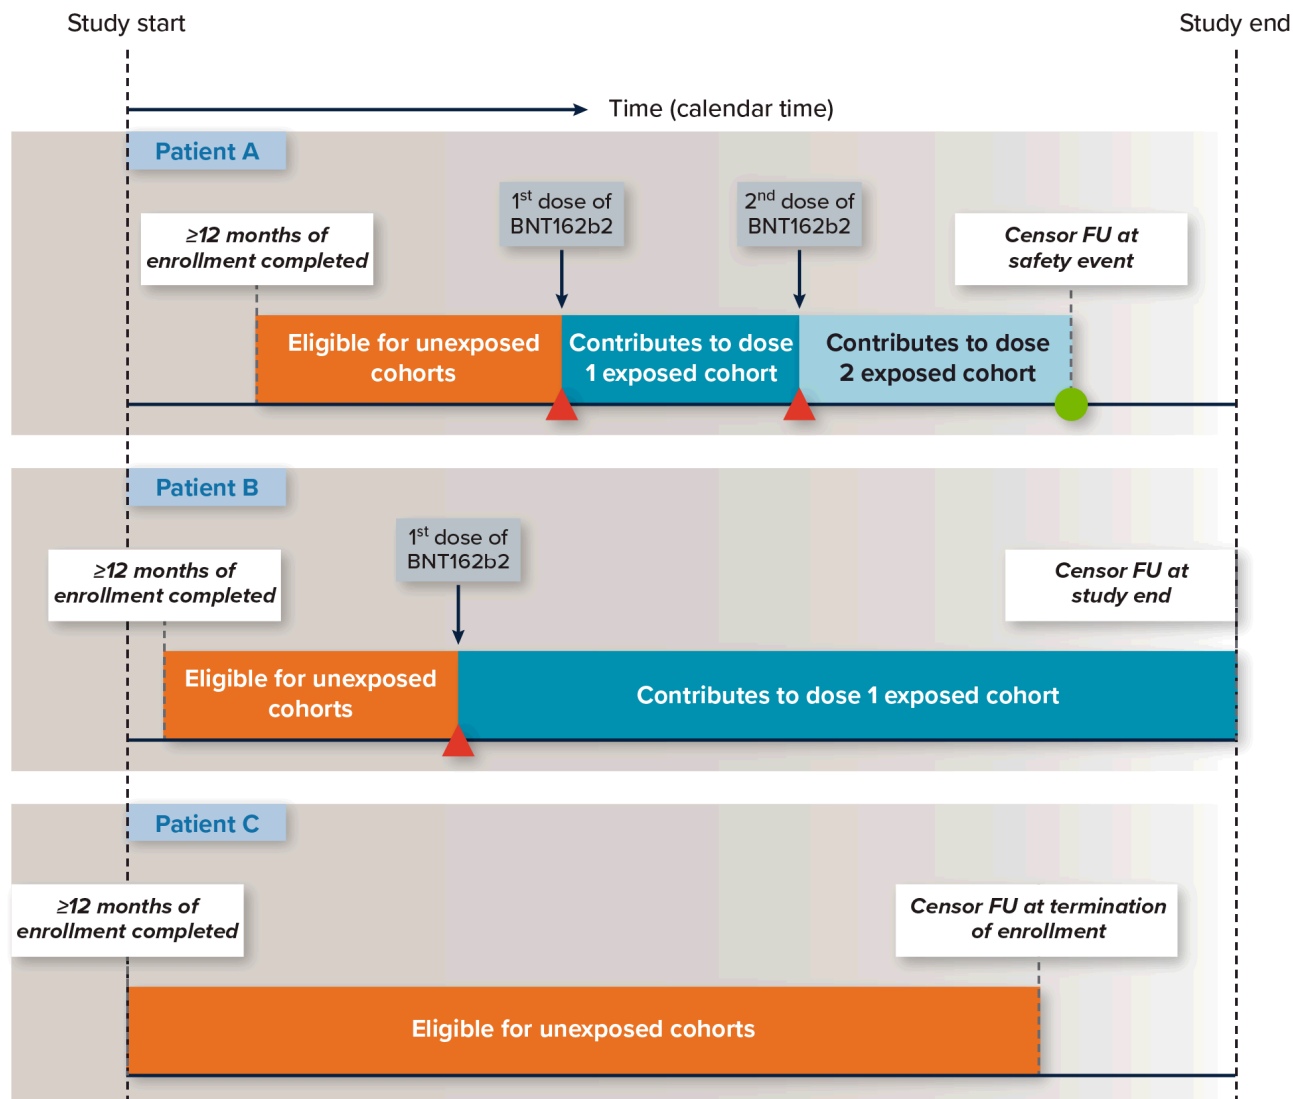 Study start
Study end
Time (calendar time)
Patient A
1st dose of
BNT162b2
2nd dose of
BNT162b2
≥12 months of
enrollment completed
Censor FU at
safety event
Eligible for unexposed
cohorts
Contributes to dose
1 exposed cohort
Contributes to dose
2 exposed cohort
Patient B
1st dose of
BNT162b2
≥12 months of
enrollment completed
Censor FU at
study end
Eligible for unexposed
cohorts
Contributes to dose 1 exposed cohort
Patient C
≥12 months of
enrollment completed
Censor FU at termination
of enrollment
Eligible for unexposed cohorts